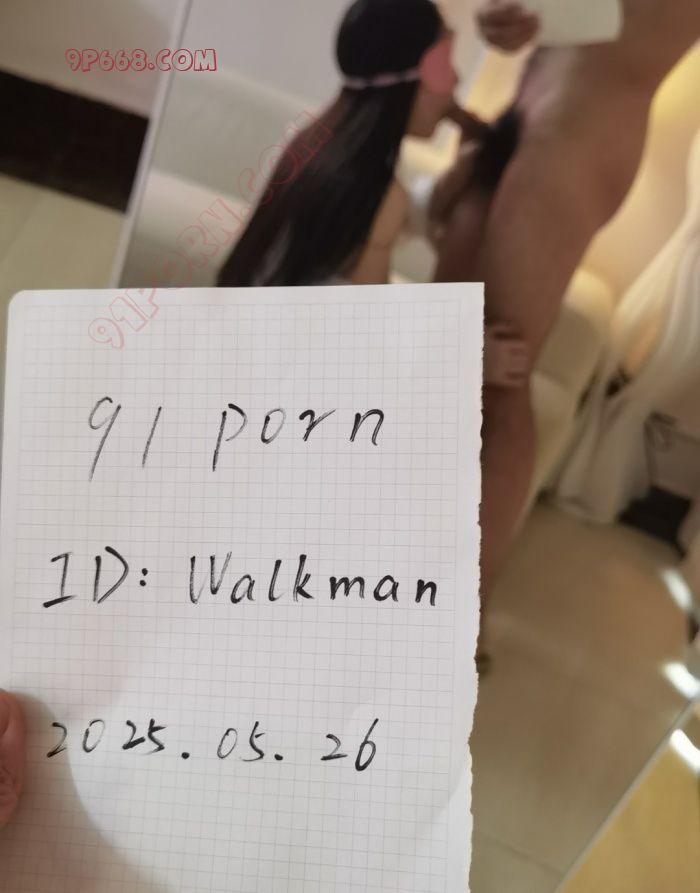 9P668.COM
91PORN.COM
91 porn
ID: Walkman
2025.05.26